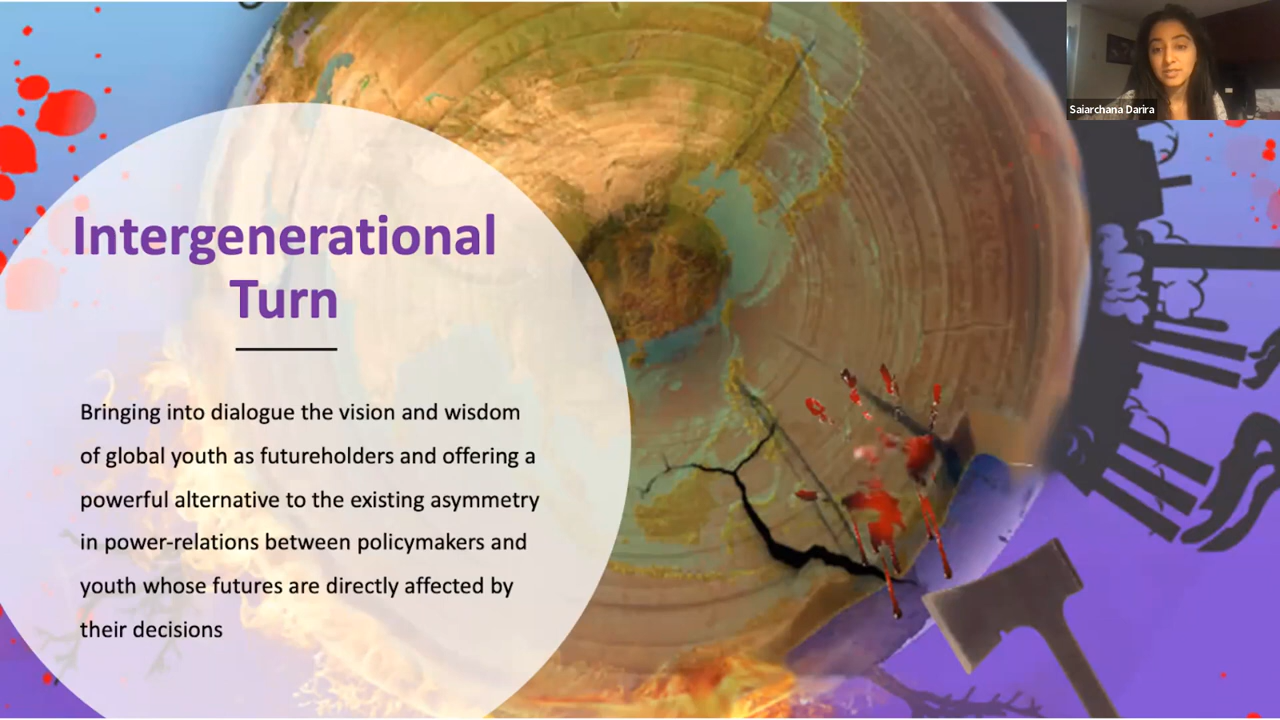 Saiarchana Darira
Intergenerational
Turn
Bringing into dialogue the vision and wisdom
of global youth as futureholders and offering a
powerful alternative to the existing asymmetry
in power-relations between policymakers and
youth whose futures are directly affected by
their decisions